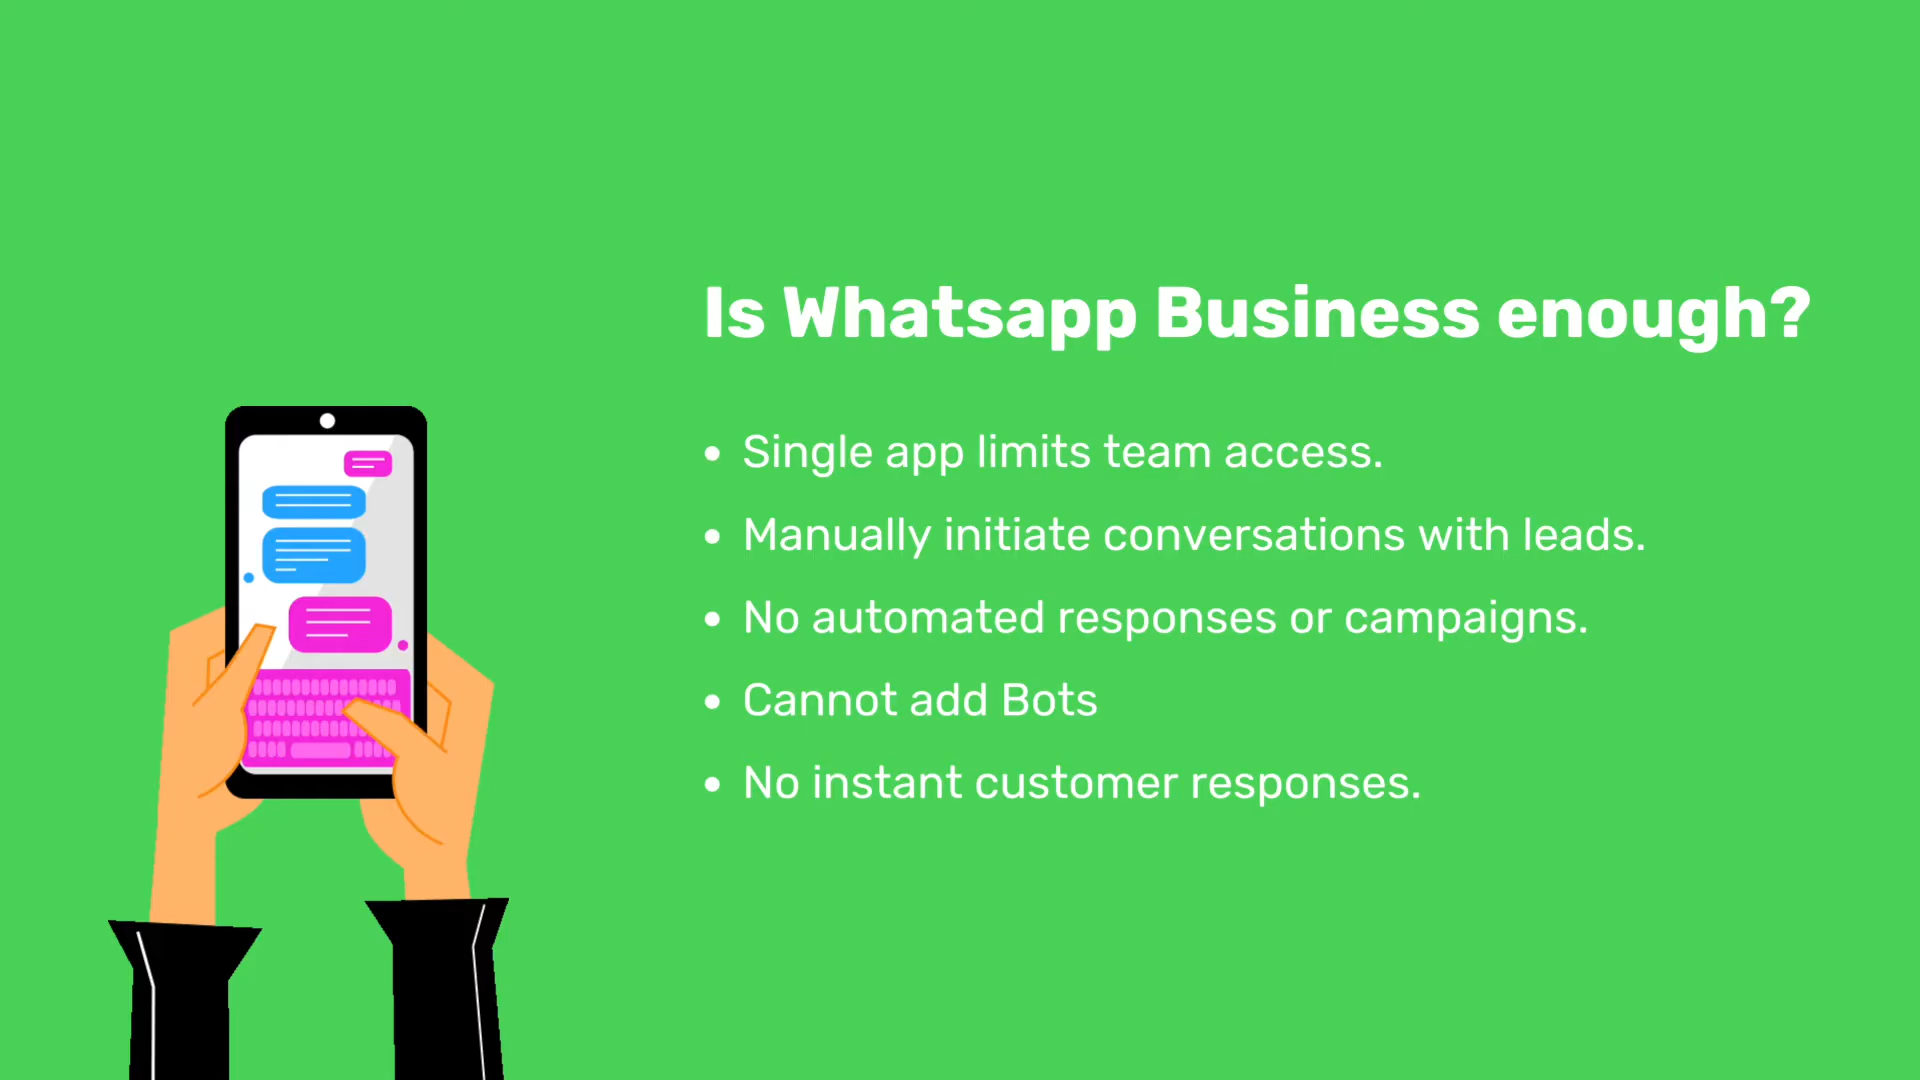 Is Whatsapp Business enough?
• Single app limits team access.
• Manually initiate conversations with leads.
• No automated responses or campaigns.
• Cannot add Bots
• No instant customer responses.